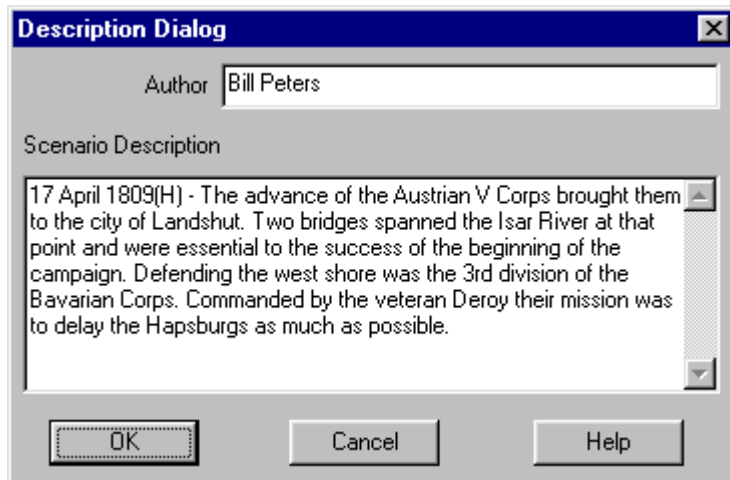 Description Dialog
Author Bill Peters
Scenario Description
17 April 1809(H) - The advance of the Austrian V Corps brought them
to the city of Landshut. Two bridges spanned the Isar River at that
point and were essential to the success of the beginning of the
campaign. Defending the west shore was the 3rd division of the
Bavarian Corps. Commanded by the veteran Deroy their mission was
to delay the Hapsburgs as much as possible.
OK Cancel Help